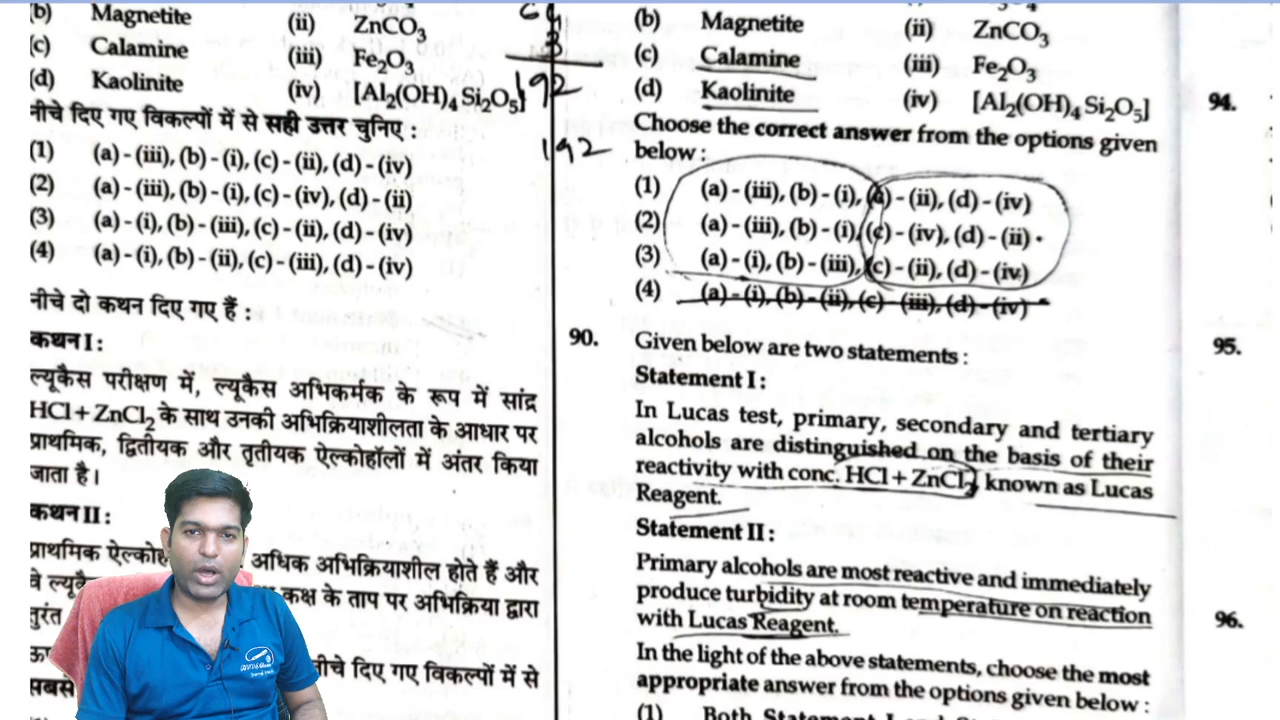 (b) Magnetite (ii) ZnCO3
(c) Calamine (iii) Fe2O3
(d) Kaolinite (iv) [Al2(OH)4 Si2O5]
नीचे दिए गए विकल्पों में से सही उत्तर चुनिए :
(1) (a) - (iii), (b) - (i), (c) - (ii), (d) - (iv)
(2) (a) - (iii), (b) - (i), (c) - (iv), (d) - (ii)
(3) (a) - (i), (b) - (iii), (c) - (ii), (d) - (iv)
(4) (a) - (i), (b) - (ii), (c) - (iii), (d) - (iv)
नीचे दो कथन दिए गए हैं :
कथन I :
ल्यूकैस परीक्षण में, ल्यूकैस अभिकर्मक के रूप में सांद्र
HCl + ZnCl2 के साथ उनकी अभिक्रियाशीलता के आधार पर
प्राथमिक, द्वितीयक और तृतीयक ऐल्कोहॉलों में अंतर किया
जाता है।
कथन II :
प्राथमिक अधिक अभिक्रियाशील होते हैं और
वे कक्ष के ताप पर अभिक्रिया द्वारा
तुरंत
नीचे दिए गए विकल्पों में से
192
192
(b) Magnetite (ii) ZnCO3
(c) Calamine (iii) Fe2O3
(d) Kaolinite (iv) [Al2(OH)4 Si2O5]
Choose the correct answer from the options given
below :
(1) (a) - (iii), (b) - (i), (c) - (ii), (d) - (iv)
(2) (a) - (iii), (b) - (i), (c) - (iv), (d) - (ii)
(3) (a) - (i), (b) - (iii), (c) - (ii), (d) - (iv)
(4) (a) - (i), (b) - (ii), (c) - (iii), (d) - (iv)
90. Given below are two statements :
Statement I :
In Lucas test, primary, secondary and tertiary
alcohols are distinguished on the basis of their
reactivity with conc. HCl + ZnCl2, known as Lucas
Reagent.
Statement II :
Primary alcohols are most reactive and immediately
produce turbidity at room temperature on reaction
with Lucas Reagent.
In the light of the above statements, choose the most
appropriate answer from the options given below :
(1) Both Statement I and
94.
95.
96.